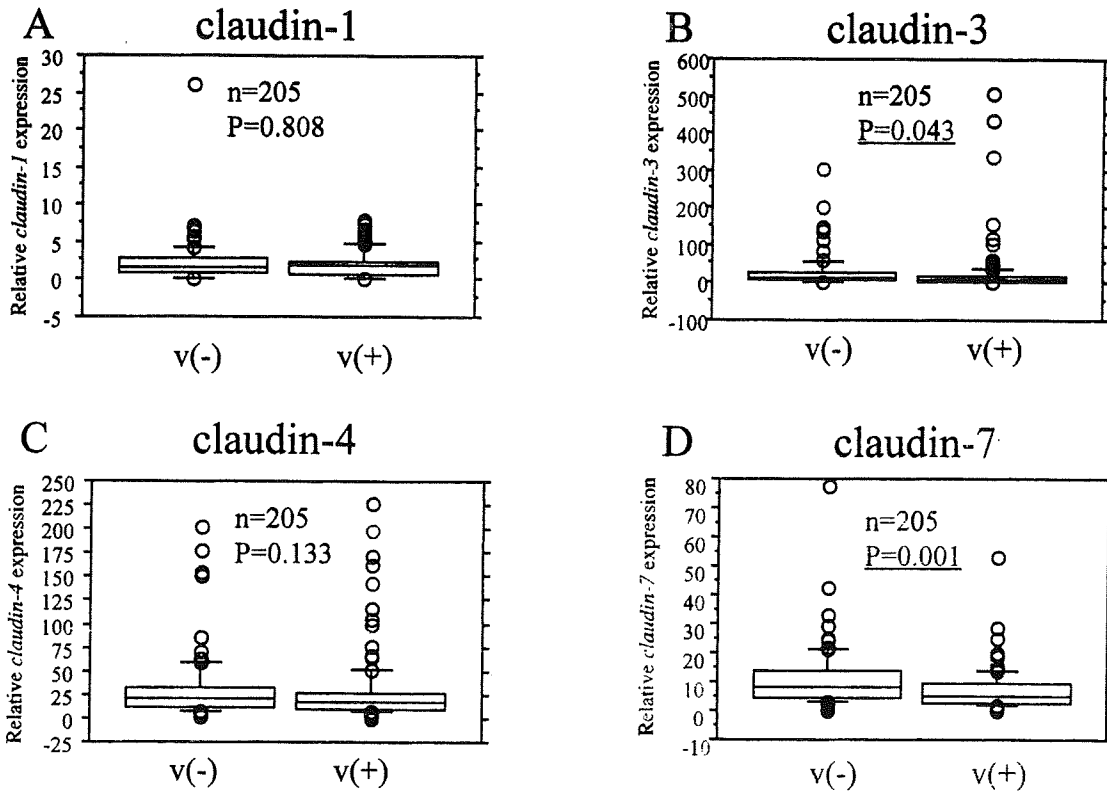 A claudin-1
Relative claudin-1 expression
30
25
20
15
10
5
0
-5
n=205
P=0.808
v(-) v(+)
B claudin-3
Relative claudin-3 expression
600
500
400
300
200
100
0
-100
n=205
P=0.043
v(-) v(+)
C claudin-4
Relative claudin-4 expression
250
225
200
175
150
125
100
75
50
25
0
-25
n=205
P=0.133
v(-) v(+)
D claudin-7
Relative claudin-7 expression
80
70
60
50
40
30
20
10
0
-10
n=205
P=0.001
v(-) v(+)